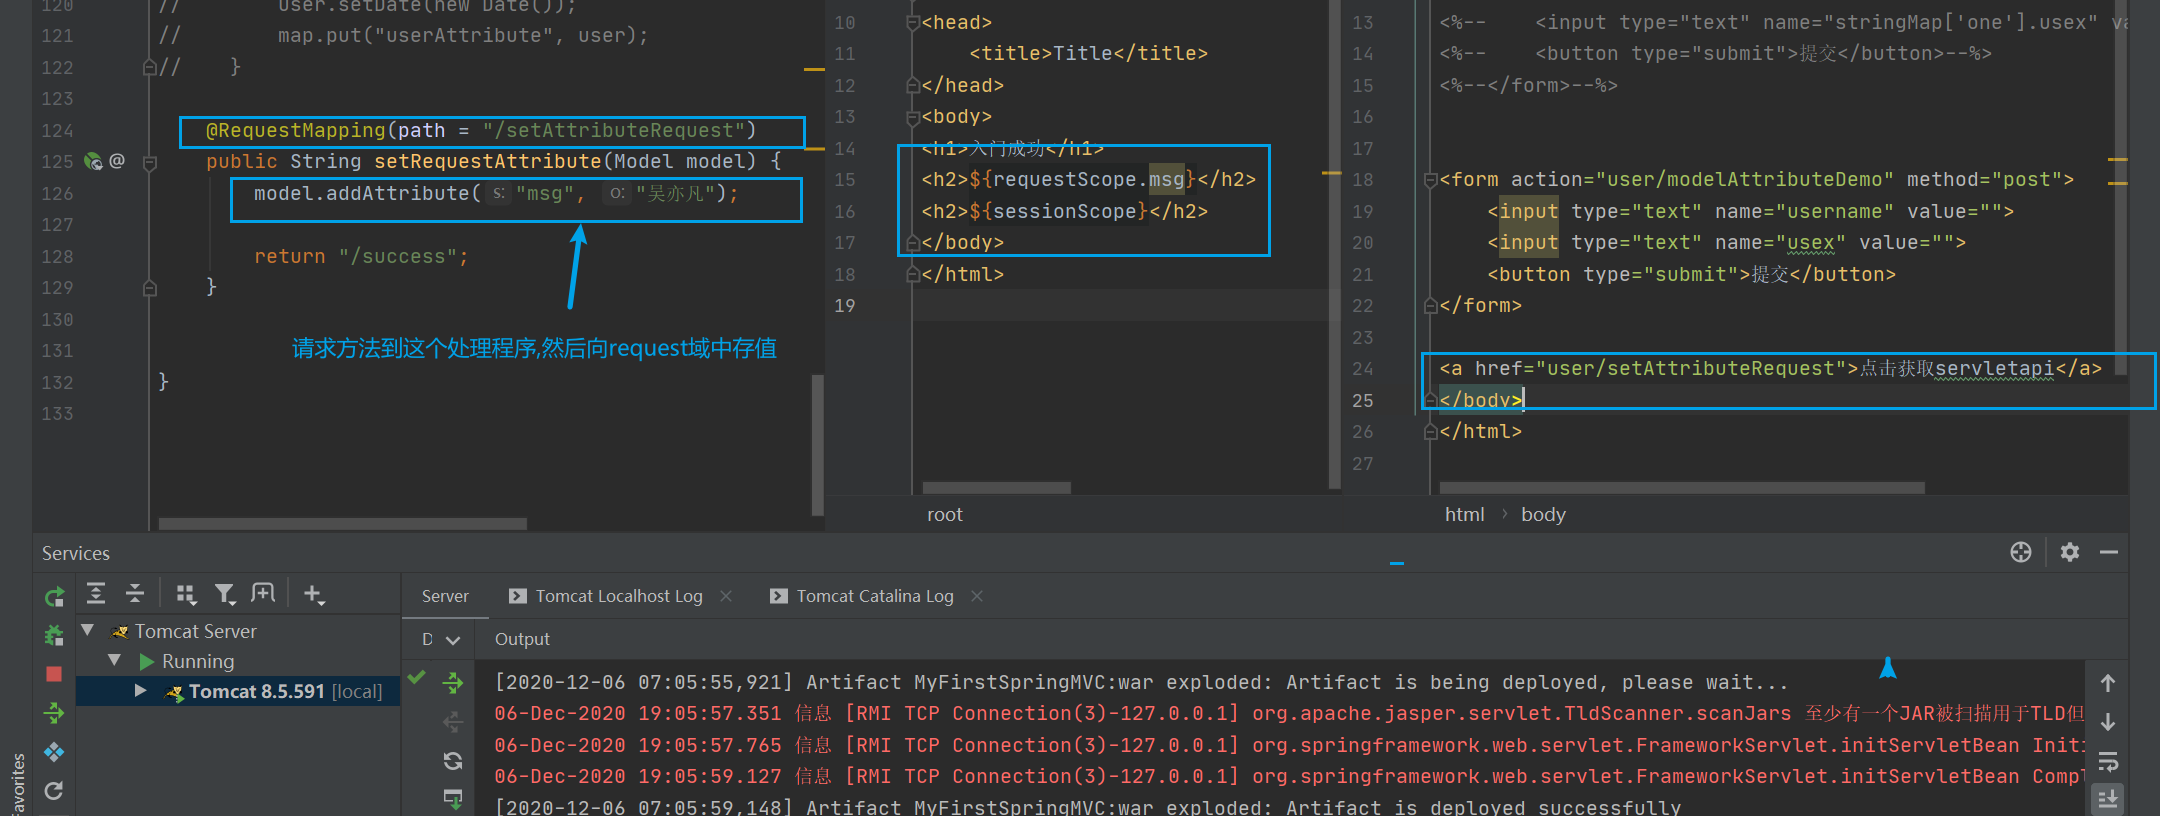 120 // user.setDate(new Date());
121 // map.put("userAttribute", user);
122 // }
123
124 @RequestMapping(path = "/setAttributeRequest")
125 @ public String setRequestAttribute(Model model) {
126 model.addAttribute( s: "msg", o: "吴亦凡");
127
128 return "/success";
129 }
130
请求方法到这个处理程序,然后向request域中存值
131
132 }
133
10 <head>
11 <title>Title</title>
12 </head>
13 <body>
14 <h1>入门成功</h1>
15 <h2>${requestScope.msg}</h2>
16 <h2>${sessionScope}</h2>
17 </body>
18 </html>
19
root
13 <%-- <input type="text" name="stringMap['one'].usex" va
14 <%-- <button type="submit">提交</button>--%>
15 <%--</form>--%>
16
17
18 <form action="user/modelAttributeDemo" method="post">
19 <input type="text" name="username" value="">
20 <input type="text" name="usex" value="">
21 <button type="submit">提交</button>
22 </form>
23
24 <a href="user/setAttributeRequest">点击获取servletapi</a>
25 </body>
26 </html>
27
html › body
Services
Server Tomcat Localhost Log Tomcat Catalina Log
Tomcat Server
Running
Tomcat 8.5.591 [local]
D Output
[2020-12-06 07:05:55,921] Artifact MyFirstSpringMVC:war exploded: Artifact is being deployed, please wait...
06-Dec-2020 19:05:57.351 信息 [RMI TCP Connection(3)-127.0.0.1] org.apache.jasper.servlet.TldScanner.scanJars 至少有一个JAR被扫描用于TLD但
06-Dec-2020 19:05:57.765 信息 [RMI TCP Connection(3)-127.0.0.1] org.springframework.web.servlet.FrameworkServlet.initServletBean Init
06-Dec-2020 19:05:59.127 信息 [RMI TCP Connection(3)-127.0.0.1] org.springframework.web.servlet.FrameworkServlet.initServletBean Compl
[2020-12-06 07:05:59,148] Artifact MyFirstSpringMVC:war exploded: Artifact is deployed successfully
Favorites